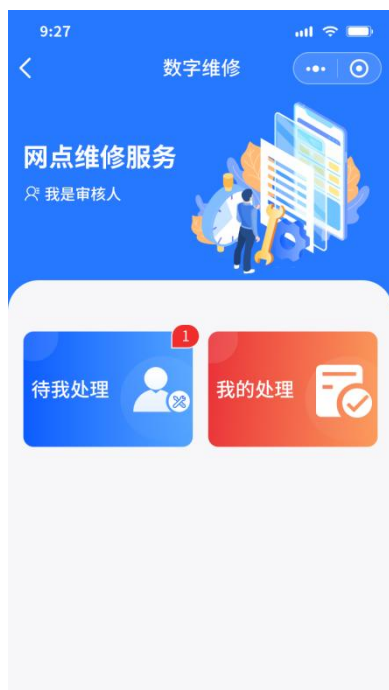 9:27
数字维修
网点维修服务
我是审核人
1
待我处理
我的处理